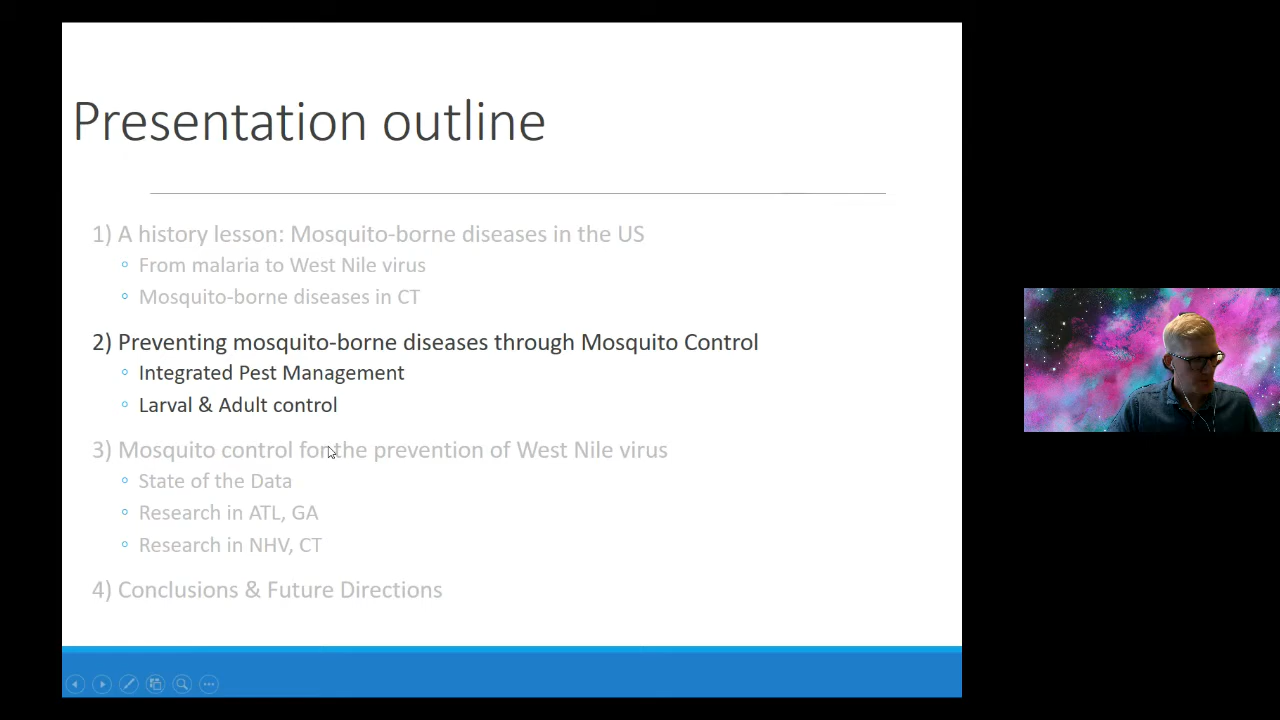 Presentation outline
1) A history lesson: Mosquito-borne diseases in the US
◦ From malaria to West Nile virus
◦ Mosquito-borne diseases in CT
2) Preventing mosquito-borne diseases through Mosquito Control
◦ Integrated Pest Management
◦ Larval & Adult control
3) Mosquito control for the prevention of West Nile virus
◦ State of the Data
◦ Research in ATL, GA
◦ Research in NHV, CT
4) Conclusions & Future Directions